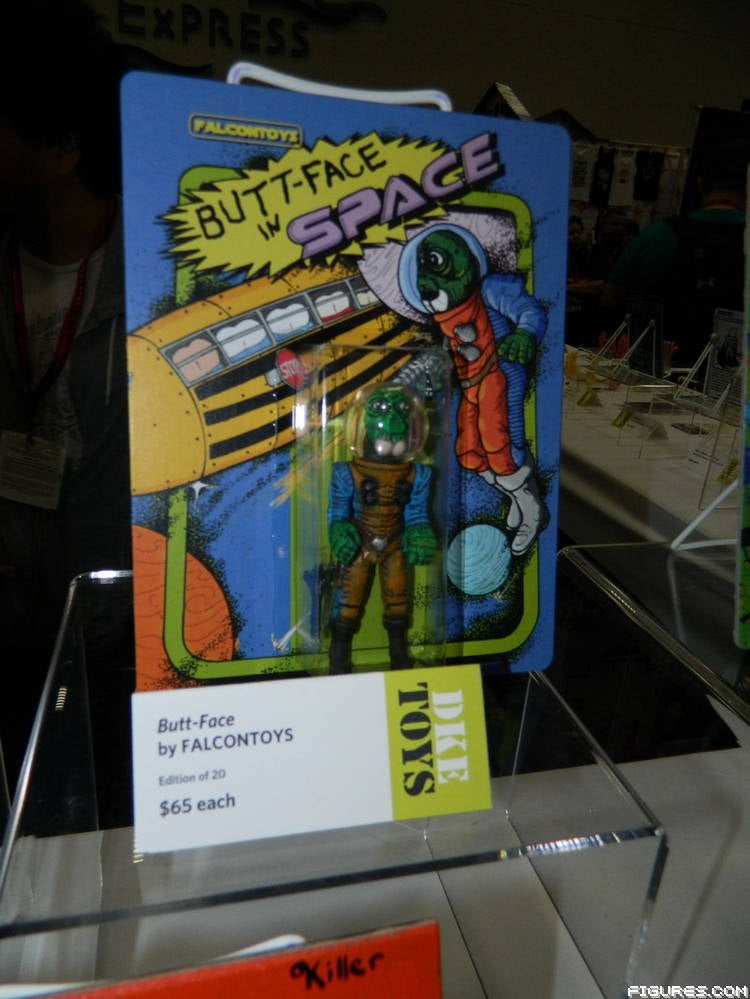 EXPRESS
FALCONTOYS
BUTT-FACE
IN
SPACE
STOP
Butt-Face
by FALCONTOYS
Edition of 20
$65 each
DKE
TOYS
Killer
FIGURES.COM